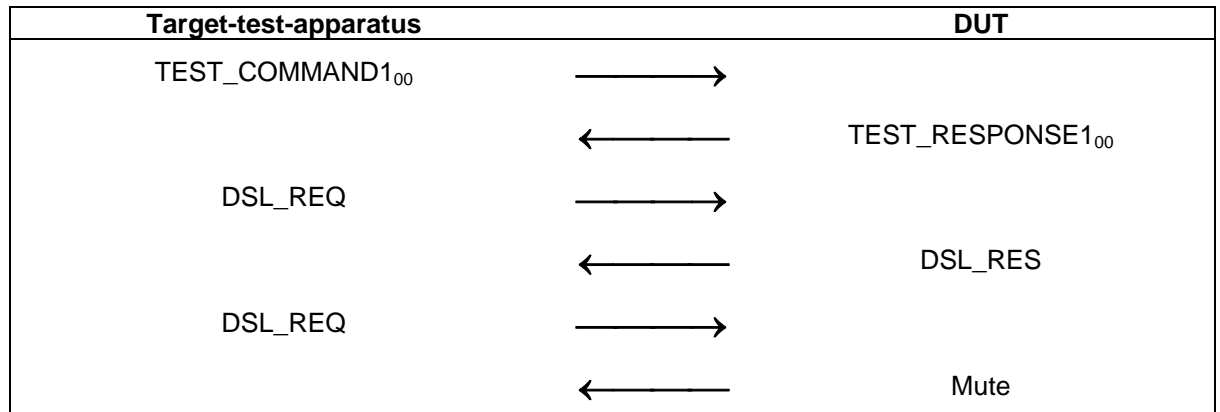 Target-test-apparatus DUT
TEST_COMMAND1₀₀
TEST_RESPONSE1₀₀
DSL_REQ
DSL_RES
DSL_REQ
Mute